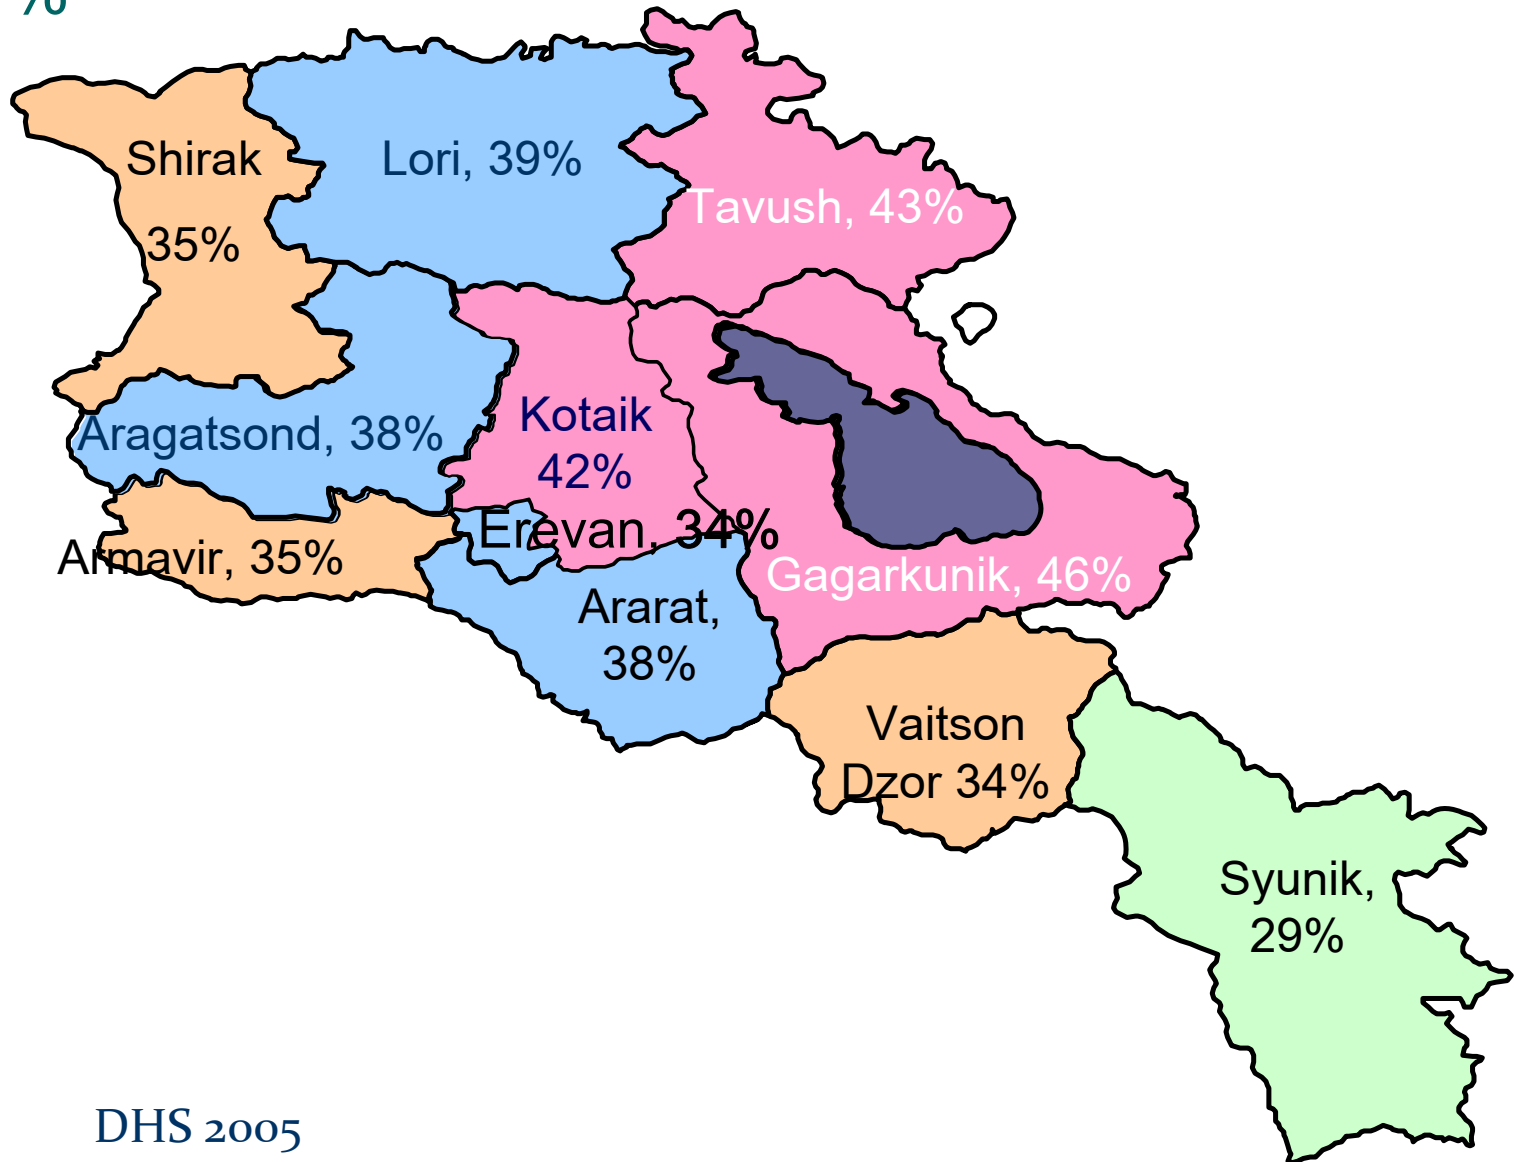 %
Shirak
35%
Lori, 39%
Tavush, 43%
Aragatsond, 38%
Kotaik
42%
Erevan, 34%
Armavir, 35%
Gagarkunik, 46%
Ararat,
38%
Vaitson
Dzor 34%
Syunik,
29%
DHS 2005